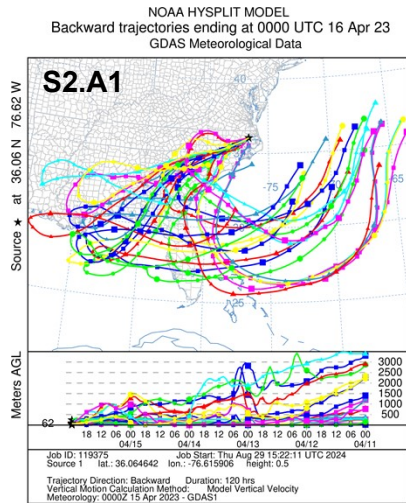 NOAA HYSPLIT MODEL
Backward trajectories ending at 0000 UTC 16 Apr 23
GDAS Meteorological Data
S2.A1
Source ★ at 36.06 N 76.62 W
40
-75
-65
25
Meters AGL
62
3000
2500
2000
1500
1000
500
18 12 06 00 18 12 06 00 18 12 06 00 18 12 06 00 18 12 06 00
04/15 04/14 04/13 04/12 04/11
Job ID: 119375 Job Start: Thu Aug 29 15:22:11 UTC 2024
Source 1 lat.: 36.064642 lon.: -76.615906 height: 0.5
Trajectory Direction: Backward Duration: 120 hrs
Vertical Motion Calculation Method: Model Vertical Velocity
Meteorology: 0000Z 15 Apr 2023 - GDAS1